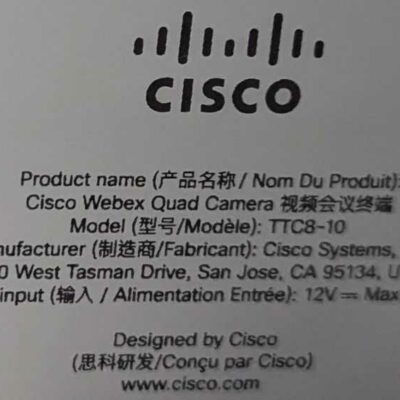 CISCO
Product name (产品名称/ Nom Du Produit):
Cisco Webex Quad Camera 视频会议终端
Model (型号/Modèle): TTC8-10
nufacturer (制造商/Fabricant): Cisco Systems,
0 West Tasman Drive, San Jose, CA 95134, U
input (输入 / Alimentation Entrée): 12V⎓ Max
Designed by Cisco
(思科研发/Conçu par Cisco)
www.cisco.com